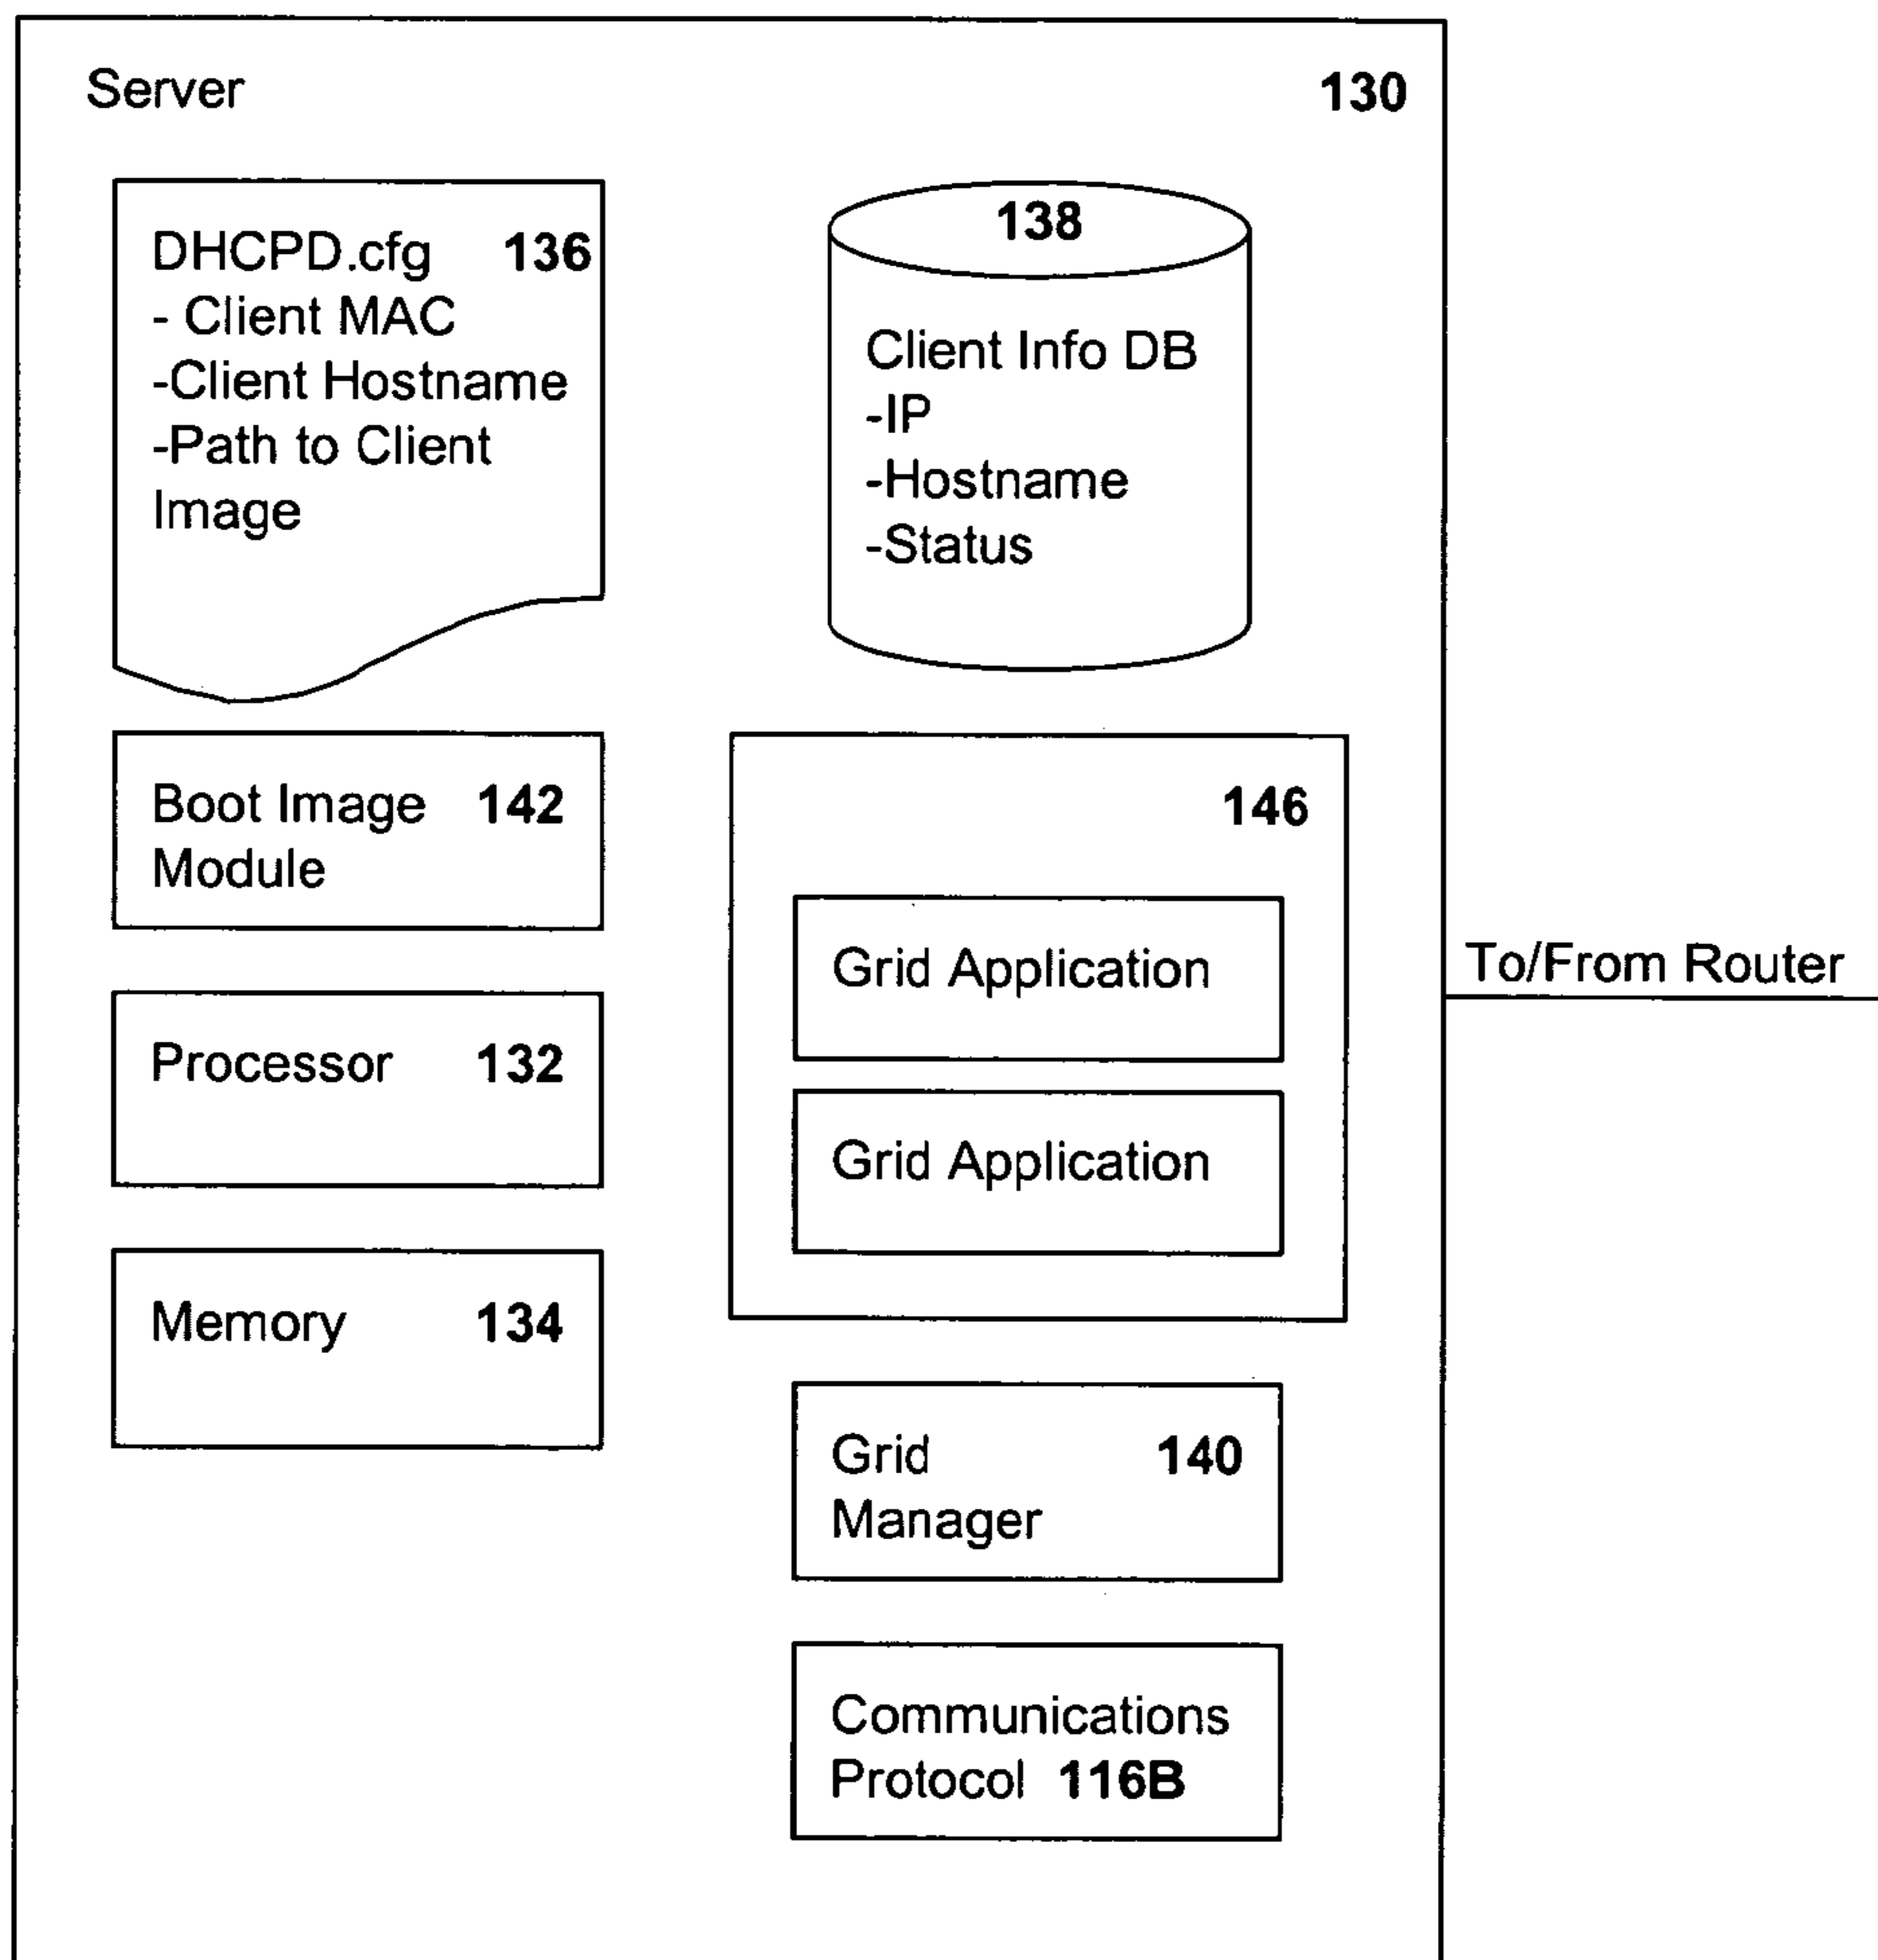 Server 130
DHCPD.cfg 136
- Client MAC
-Client Hostname
-Path to Client
Image
138
Client Info DB
-IP
-Hostname
-Status
Boot Image 142
Module
146
Grid Application
Grid Application
To/From Router
Processor 132
Memory 134
Grid 140
Manager
Communications
Protocol 116B